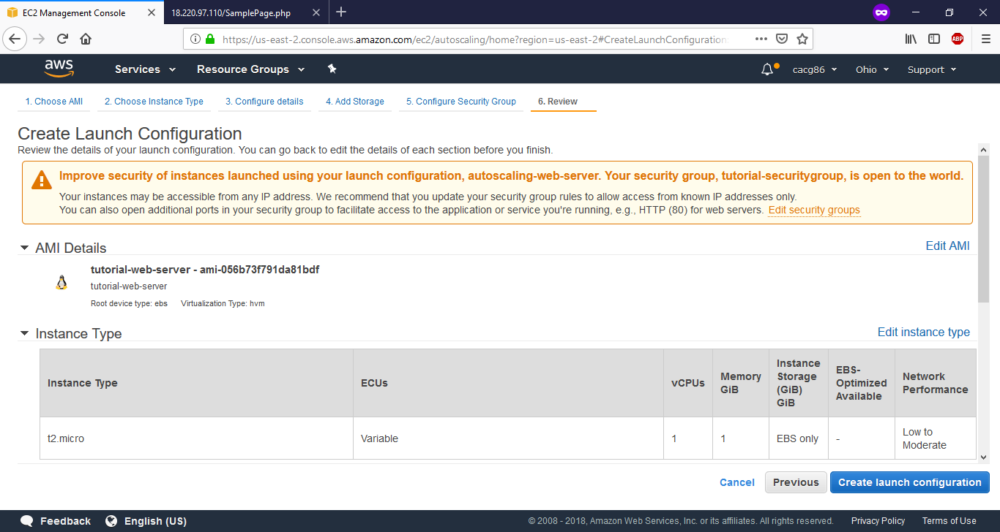 EC2 Management Console
18.220.97.110/SamplePage.php
https://us-east-2.console.aws.amazon.com/ec2/autoscaling/home?region=us-east-2#CreateLaunchConfiguration
ABP
aws
Services
Resource Groups
cacg86
Ohio
Support
1. Choose AMI
2. Choose Instance Type
3. Configure details
4. Add Storage
5. Configure Security Group
6. Review
Create Launch Configuration
Review the details of your launch configuration. You can go back to edit the details of each section before you finish.
Improve security of instances launched using your launch configuration, autoscaling-web-server. Your security group, tutorial-securitygroup, is open to the world.
Your instances may be accessible from any IP address. We recommend that you update your security group rules to allow access from known IP addresses only.
You can also open additional ports in your security group to facilitate access to the application or service you're running, e.g., HTTP (80) for web servers. Edit security groups
AMI Details
Edit AMI
tutorial-web-server - ami-056b73f791da81bdf
tutorial-web-server
Root device type: ebs Virtualization Type: hvm
Instance Type
Edit instance type
Instance Type
ECUs
vCPUs
Memory
GiB
Instance
Storage
(GiB)
GiB
EBS-
Optimized
Available
Network
Performance
t2.micro
Variable
1
1
EBS only
-
Low to
Moderate
Cancel
Previous
Create launch configuration
Feedback
English (US)
© 2008 - 2018, Amazon Web Services, Inc. or its affiliates. All rights reserved.
Privacy Policy
Terms of Use